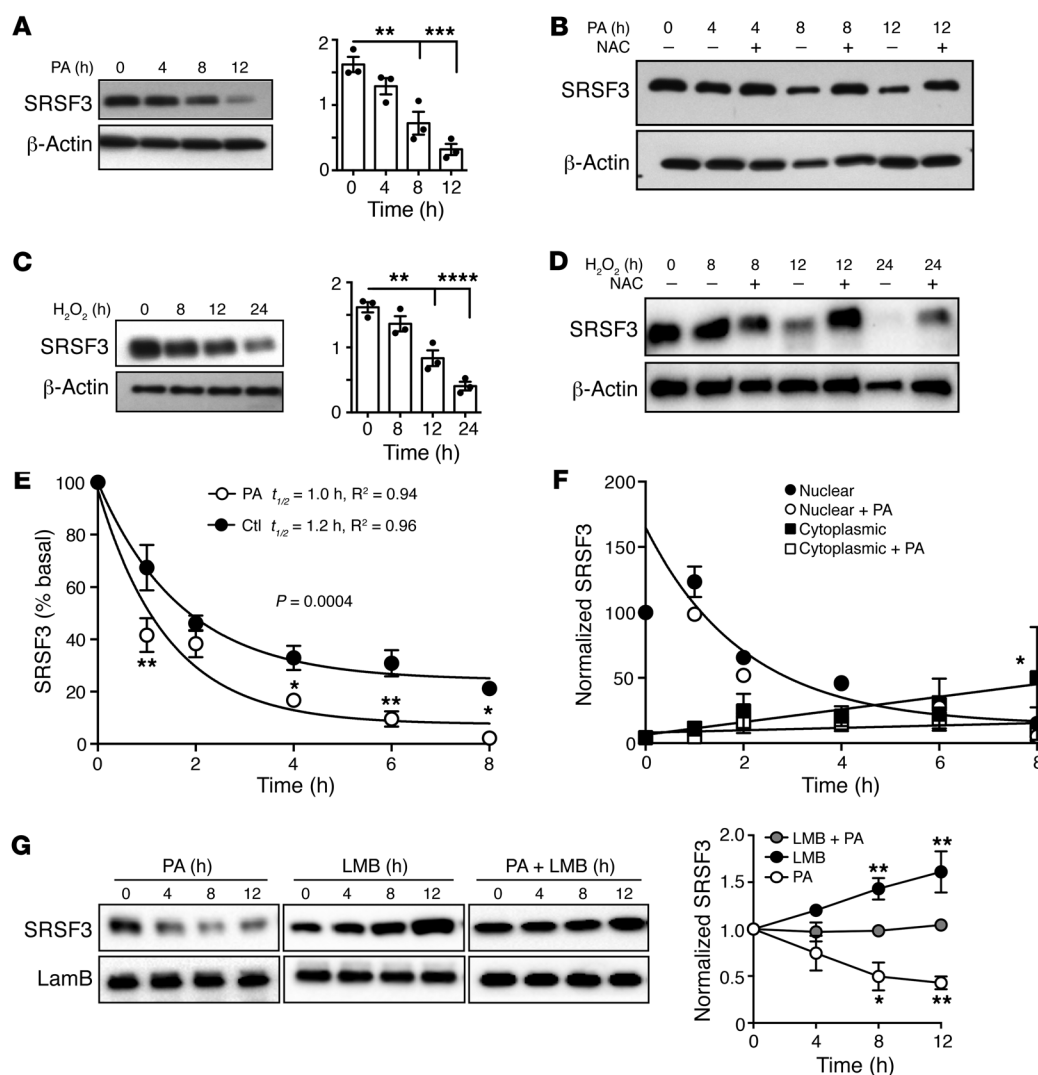 A
PA (h) 0 4 8 12
SRSF3
β-Actin
2
1
0
** ***
0 4 8 12
Time (h)
B
PA (h) 0 4 4 8 8 12 12
NAC – – + – + – +
SRSF3
β-Actin
C
H₂O₂ (h) 0 8 12 24
SRSF3
β-Actin
2
1
0
** ****
0 8 12 24
Time (h)
D
H₂O₂ (h) 0 8 8 12 12 24 24
NAC – – + – + – +
SRSF3
β-Actin
E
SRSF3 (% basal)
100
80
60
40
20
0
PA t1/2 = 1.0 h, R² = 0.94
Ctl t1/2 = 1.2 h, R² = 0.96
P = 0.0004
** * ** *
0 2 4 6 8
Time (h)
F
Normalized SRSF3
200
150
100
50
0
Nuclear
Nuclear + PA
Cytoplasmic
Cytoplasmic + PA
*
0 2 4 6 8
Time (h)
G
PA (h) LMB (h) PA + LMB (h)
0 4 8 12 0 4 8 12 0 4 8 12
SRSF3
LamB
Normalized SRSF3
2.0
1.5
1.0
0.5
0
LMB + PA
LMB
PA
** **
* **
0 4 8 12
Time (h)